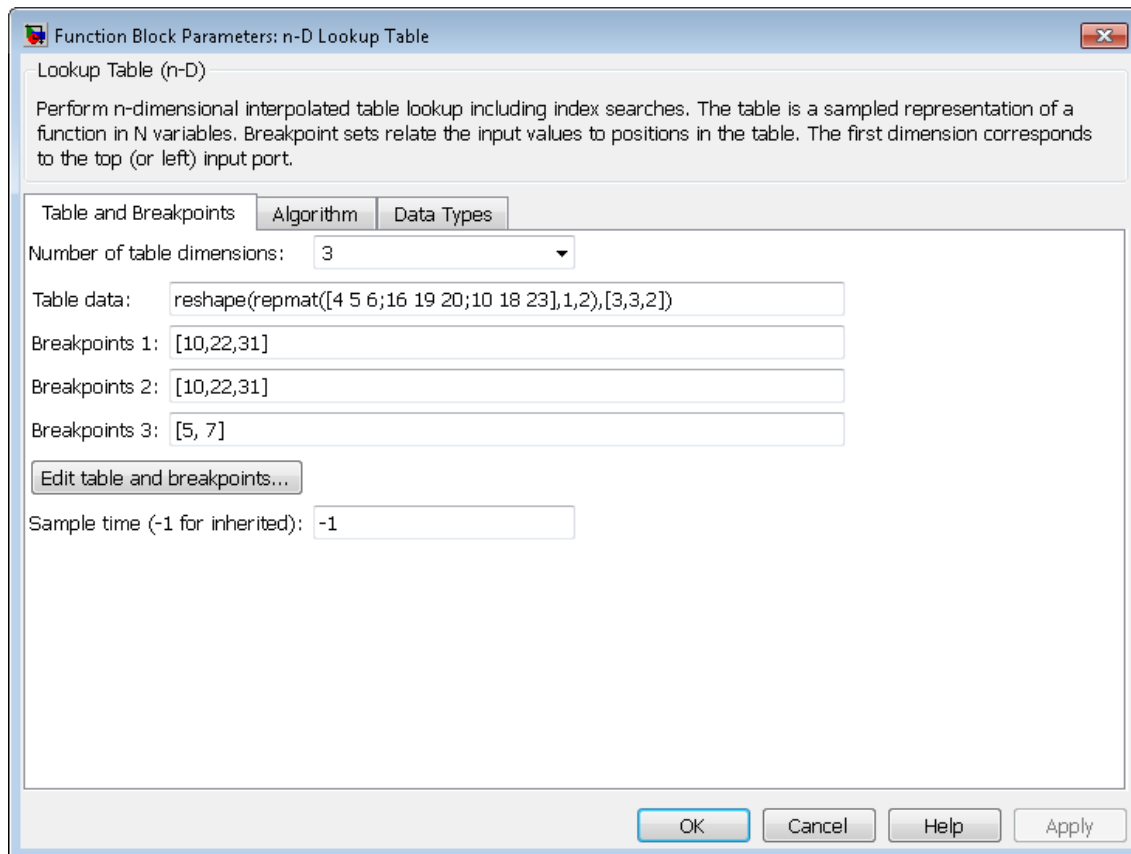 Function Block Parameters: n-D Lookup Table
Lookup Table (n-D)
Perform n-dimensional interpolated table lookup including index searches. The table is a sampled representation of a
function in N variables. Breakpoint sets relate the input values to positions in the table. The first dimension corresponds
to the top (or left) input port.
Table and Breakpoints Algorithm Data Types
Number of table dimensions: 3
Table data: reshape(repmat([4 5 6;16 19 20;10 18 23],1,2),[3,3,2])
Breakpoints 1: [10,22,31]
Breakpoints 2: [10,22,31]
Breakpoints 3: [5, 7]
Edit table and breakpoints...
Sample time (-1 for inherited): -1
OK Cancel Help Apply